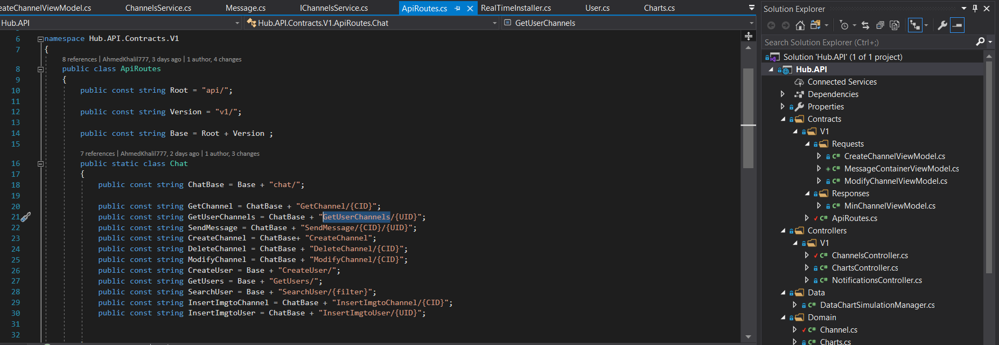 eateChannelViewModel.cs ChannelsService.cs Message.cs IChannelsService.cs ApiRoutes.cs RealTimeInstaller.cs User.cs Charts.cs
Hub.API Hub.API.Contracts.V1.ApiRoutes.Chat GetUserChannels
6 namespace Hub.API.Contracts.V1
7 {
8 references | AhmedKhalil777, 3 days ago | 1 author, 4 changes
8 public class ApiRoutes
9 {
10 public const string Root = "api/";
11
12 public const string Version = "v1/";
13
14 public const string Base = Root + Version ;
15
7 references | AhmedKhalil777, 2 days ago | 1 author, 3 changes
16 public static class Chat
17 {
18 public const string ChatBase = Base + "chat/";
19
20 public const string GetChannel = ChatBase + "GetChannel/{CID}";
21 public const string GetUserChannels = ChatBase + "GetUserChannels/{UID}";
22 public const string SendMessage = ChatBase + "SendMessage/{CID}/{UID}";
23 public const string CreateChannel = ChatBase+ "CreateChannel";
24 public const string DeleteChannel = ChatBase + "DeleteChannel/{CID}";
25 public const string ModifyChannel = ChatBase + "ModifyChannel/{CID}";
26 public const string CreateUser = Base + "CreateUser/";
27 public const string GetUsers = Base + "GetUsers/";
28 public const string SearchUser = Base + "SearchUser/{filter}";
29 public const string InsertImgtoChannel = ChatBase + "InsertImgtoChannel/{CID}";
30 public const string InsertImgtoUser = ChatBase + "InsertImgtoUser/{UID}";
31
32
Solution Explorer
Search Solution Explorer (Ctrl+;)
Solution 'Hub.API' (1 of 1 project)
Hub.API
Connected Services
Dependencies
Properties
Contracts
V1
Requests
C# CreateChannelViewModel.cs
C# MessageContainerViewModel.cs
C# ModifyChannelViewModel.cs
Responses
C# MinChannelViewModel.cs
C# ApiRoutes.cs
Controllers
V1
C# ChannelsController.cs
C# ChartsController.cs
C# NotificationsController.cs
Data
C# DataChartSimulationManager.cs
Domain
C# Channel.cs
C# Charts.cs